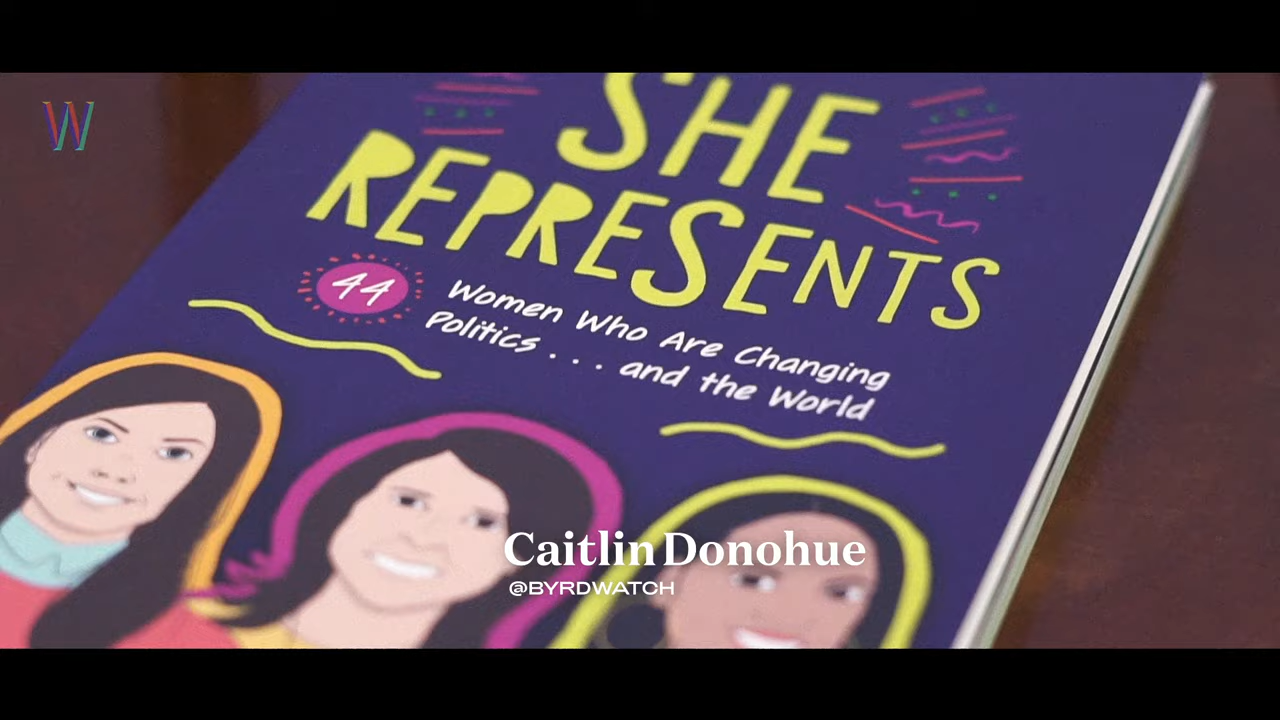 W
SHE
REPRESENTS
44
Women Who Are Changing
Politics . . . and the World
Caitlin Donohue
@BYRDWATCH